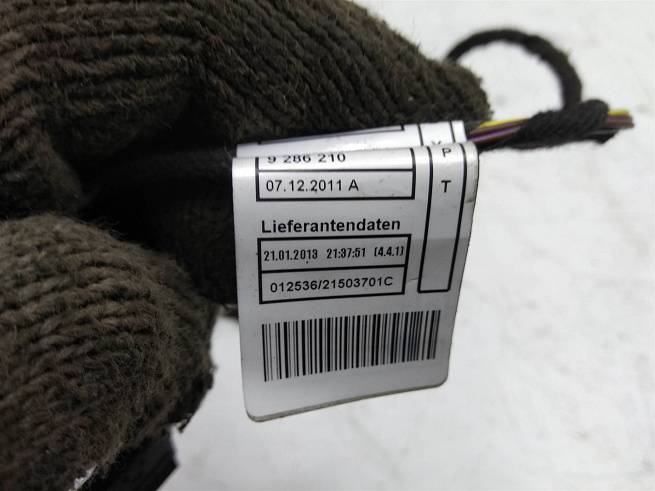 9 286 210
P
07.12.2011 A
T
Lieferantendaten
21.01.2013 21:37:51 (4.4.1)
012536/21503701C